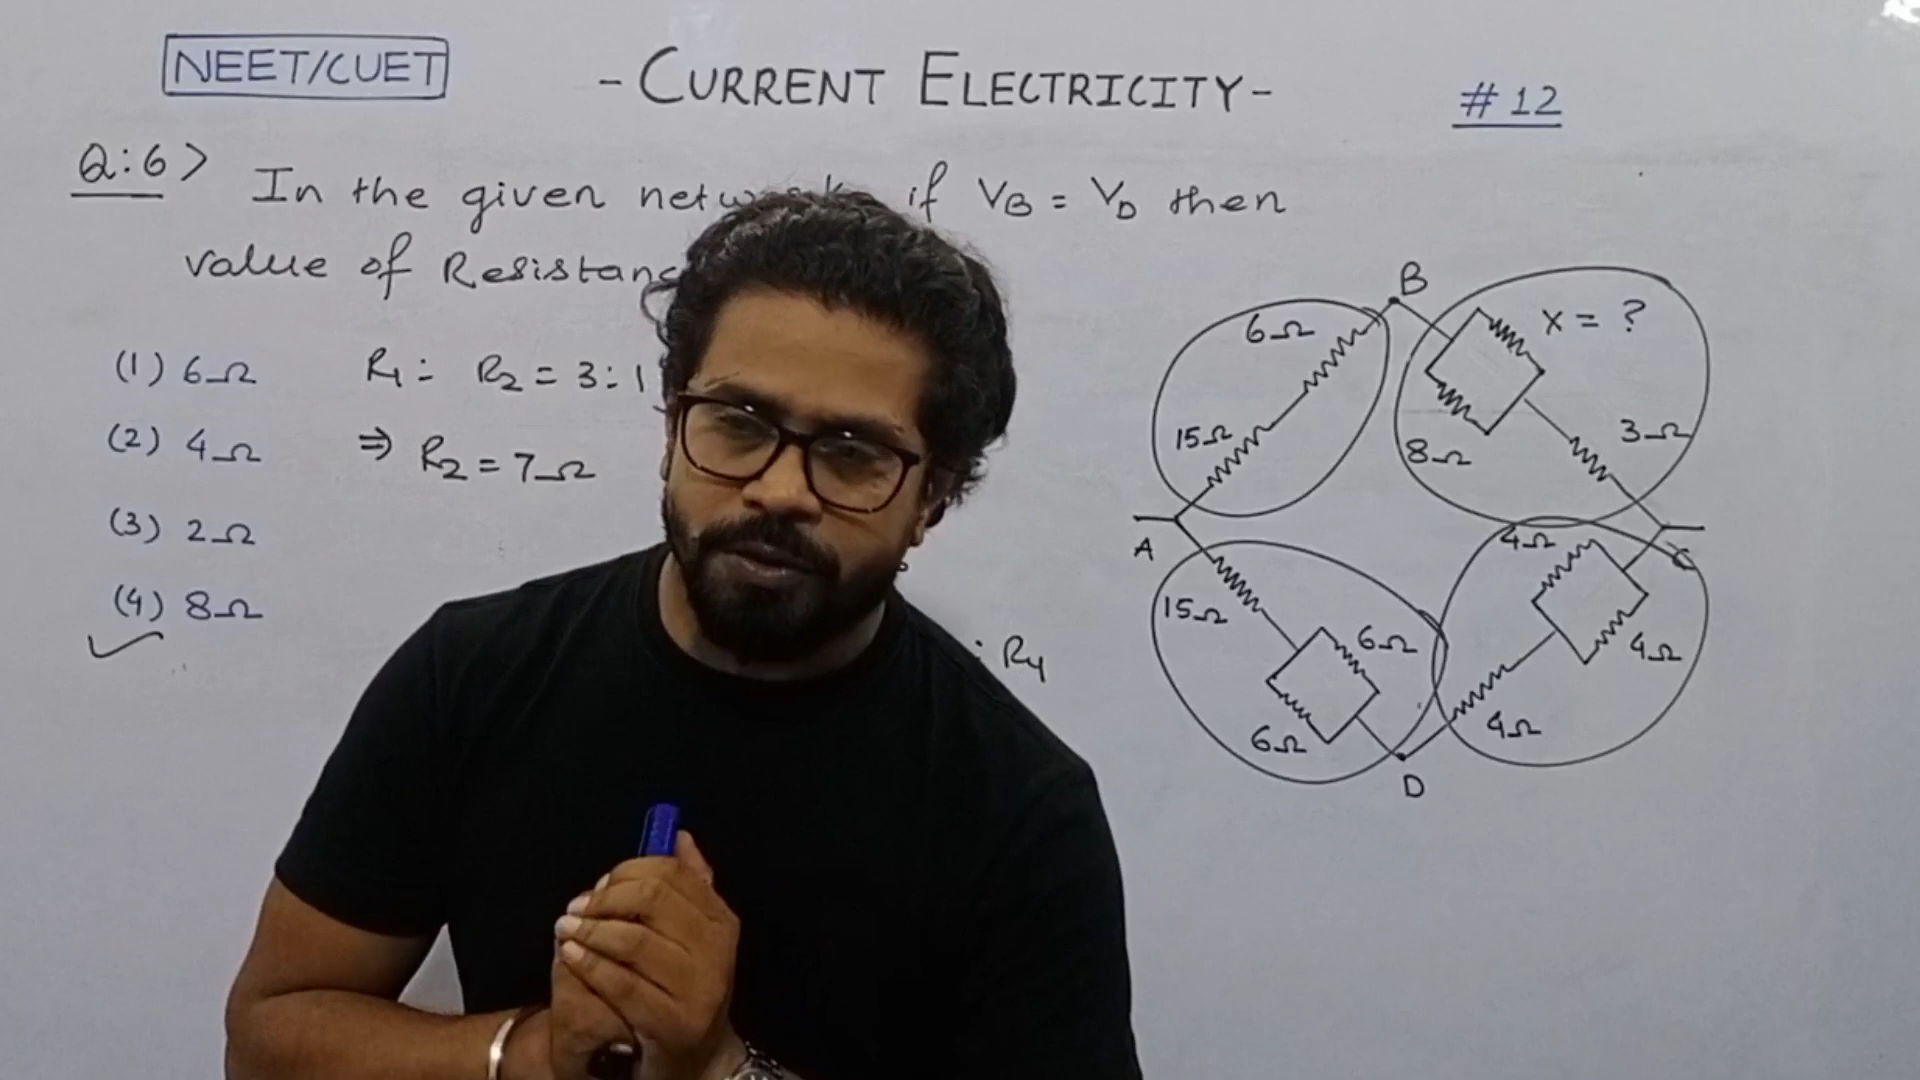 NEET/CUET
- CURRENT ELECTRICITY -
# 12
Q:6> In the given if VB = VD then
value of
(1) 6Ω
(2) 4Ω
(3) 2Ω
(4) 8Ω
R1 : R2 = 3 : 1
⇒ R2 = 7Ω
: R4
B
6Ω
x = ?
15Ω
8Ω
3Ω
A
C
4Ω
15Ω
6Ω
4Ω
6Ω
4Ω
D